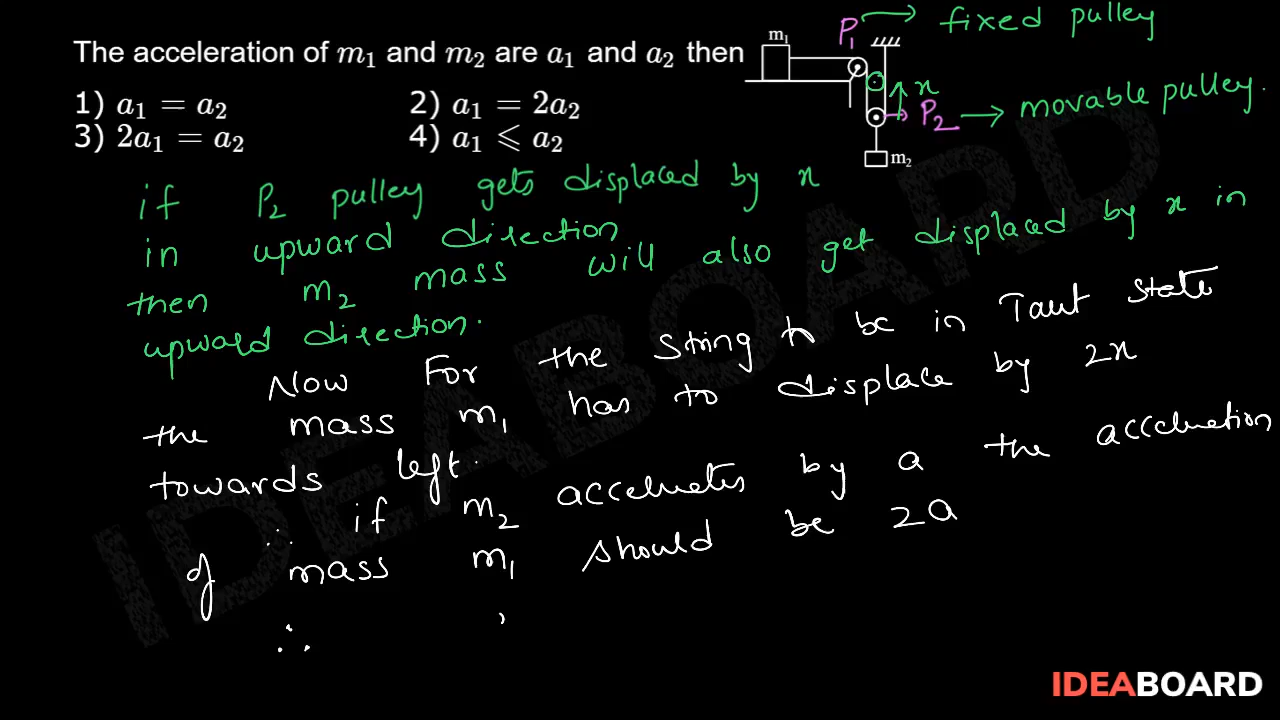 The acceleration of m₁ and m₂ are a₁ and a₂ then
1) a₁ = a₂ 2) a₁ = 2a₂
3) 2a₁ = a₂ 4) a₁ ⩽ a₂
m₁
P₁ → fixed pulley
x
P₂ → movable pulley
m₂
if P₂ pulley gets displaced by x
in upward direction
then m₂ mass will also get displaced by x in
upward direction.
Now For the string to be in Taut state
the mass m₁ has to displace by 2x
towards left.
∴ if m₂ accelerates by a the acceleration
of mass m₁ should be 2a
∴
IDEABOARD
IDEABOARD